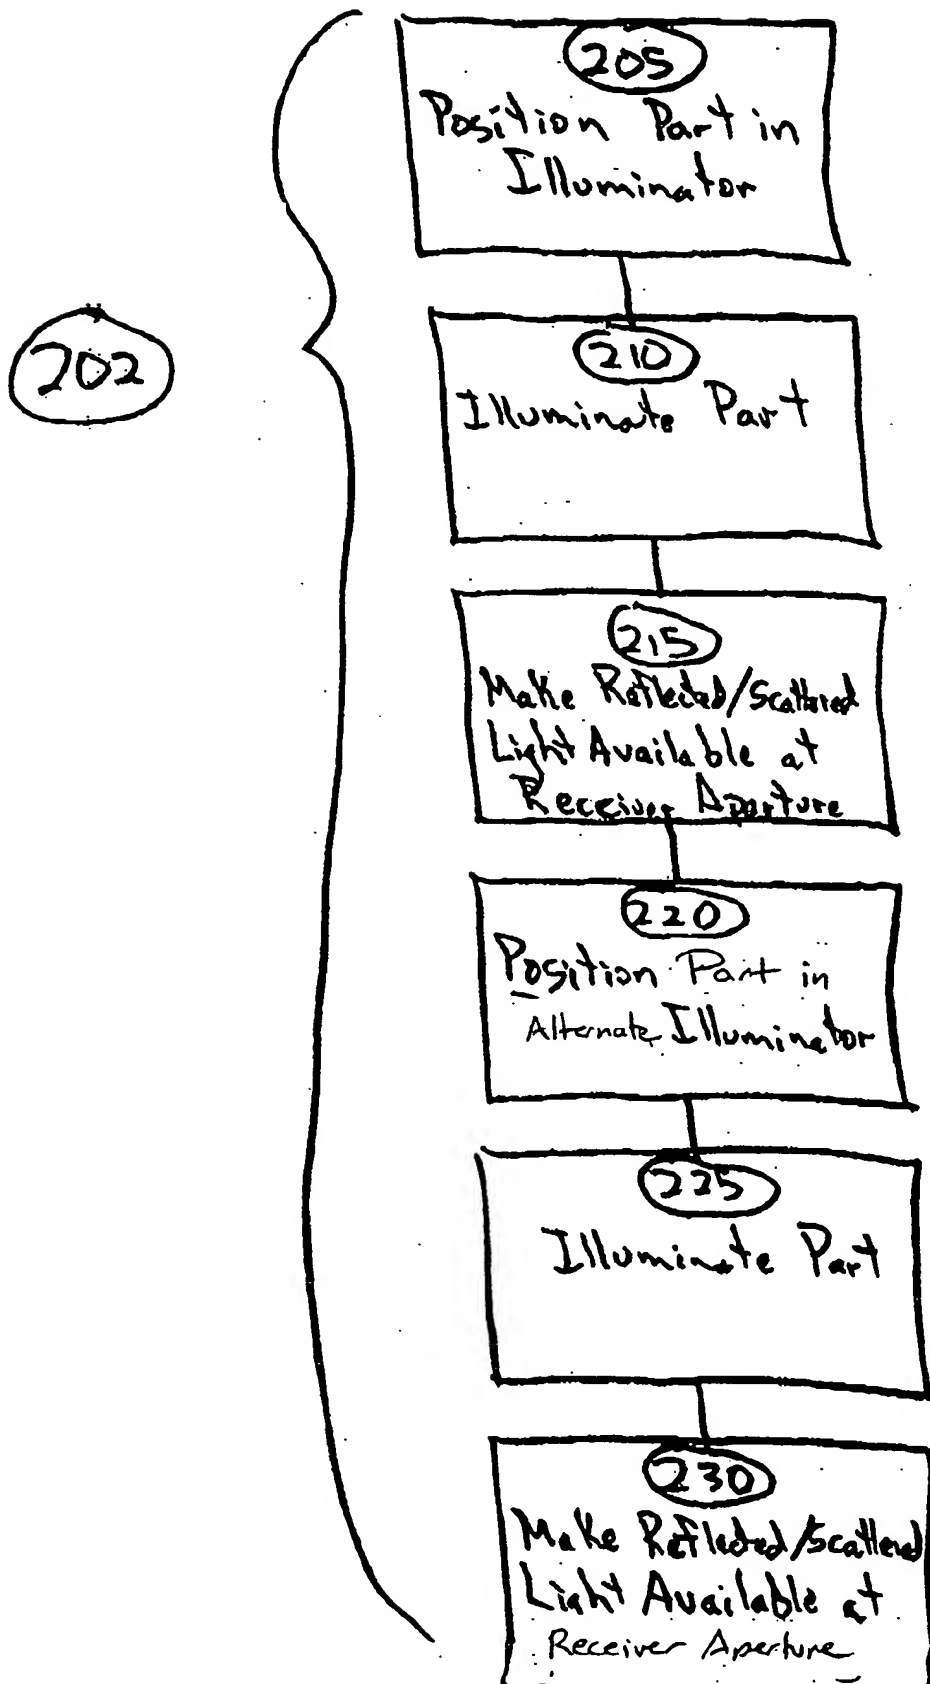 205
Position Part in
Illuminator
202
210
Illuminate Part
215
Make Reflected/Scattered
Light Available at
Receiver Aperture
220
Position Part in
Alternate Illuminator
225
Illuminate Part
230
Make Reflected/Scattered
Light Available at
Receiver Aperture